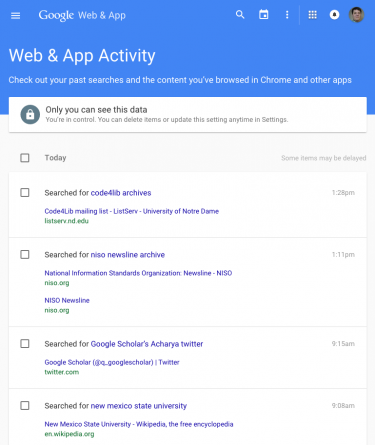 Google Web & App
Web & App Activity
Check out your past searches and the content you've browsed in Chrome and other apps
Only you can see this data
You're in control. You can delete items or update this setting anytime in Settings.
Today Some items may be delayed
Searched for code4lib archives 1:28pm
Code4Lib mailing list - ListServ - University of Notre Dame
listserv.nd.edu
Searched for niso newsline archive 1:11pm
National Information Standards Organization: Newsline - NISO
niso.org
NISO Newsline
niso.org
Searched for Google Scholar's Acharya twitter 9:15am
Google Scholar (@q_googlescholar) | Twitter
twitter.com
Searched for new mexico state university 9:08am
New Mexico State University - Wikipedia, the free encyclopedia
en.wikipedia.org